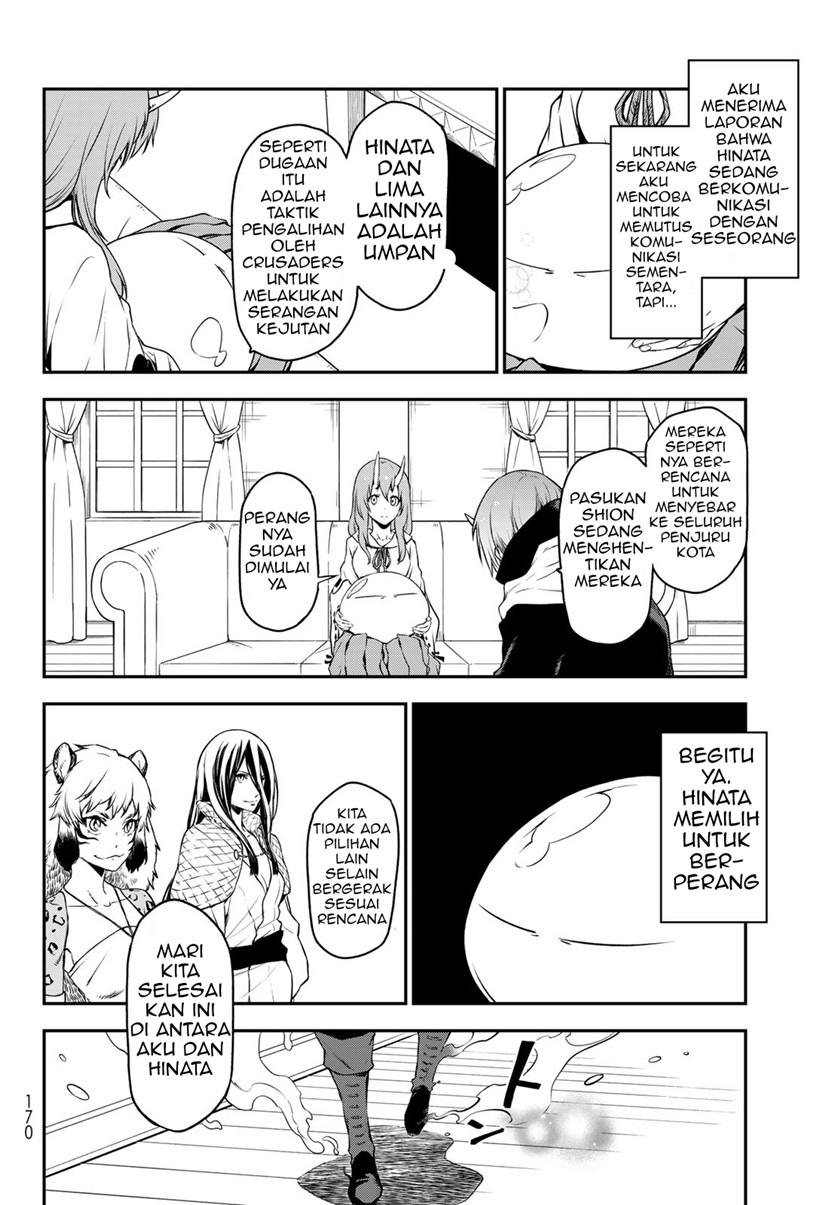 AKU
MENERIMA
LAPORAN
BAHWA
HINATA
SEDANG
BERKOMU-
NIKASI
DENGAN
SESEORANG
UNTUK
SEKARANG
AKU
MENCOBA
UNTUK
MEMUTUS
KOMU-
NIKASI
SEMEN-
TARA,
TAPI...
HINATA
DAN
LIMA
LAINNYA
ADALAH
UMPAN
SEPERTI
DUGAAN
ITU
ADALAH
TAKTIK
PENGALIHAN
OLEH
CRUSADERS
UNTUK
MELAKUKAN
SERANGAN
KEJUTAN
MEREKA
SEPERTI
NYA BER-
RENCANA
UNTUK
MENYEBAR
KE SELURUH
PENJURU
KOTA
PASUKAN
SHION
SEDANG
MENGHEN-
TIKAN
MEREKA
PERANG
NYA
SUDAH
DIMULAI
YA
BEGITU
YA,
HINATA
MEMILIH
UNTUK
BER-
PERANG
KITA
TIDAK ADA
PILIHAN
LAIN
SELAIN
BERGERAK
SESUAI
RENCANA
MARI
KITA
SELESAI
KAN INI
DI ANTARA
AKU DAN
HINATA
ト
ン
170